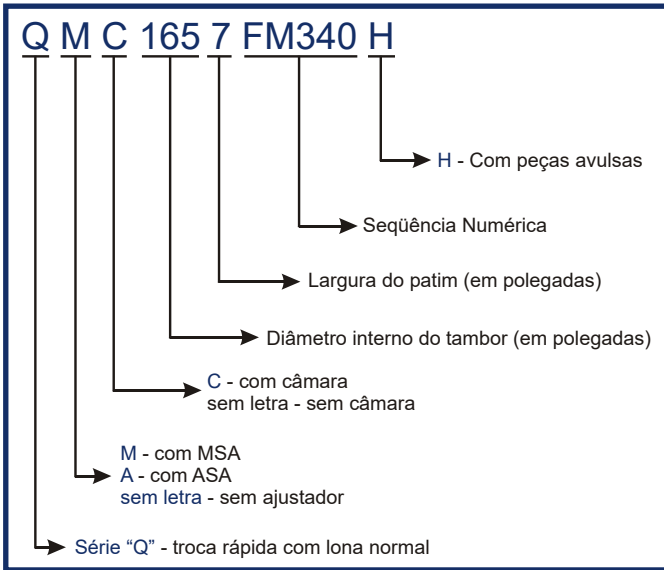 Q M C 165 7 FM340 H
H - Com peças avulsas
Seqüência Numérica
Largura do patim (em polegadas)
Diâmetro interno do tambor (em polegadas)
C - com câmara
sem letra - sem câmara
M - com MSA
A - com ASA
sem letra - sem ajustador
Série “Q” - troca rápida com lona normal